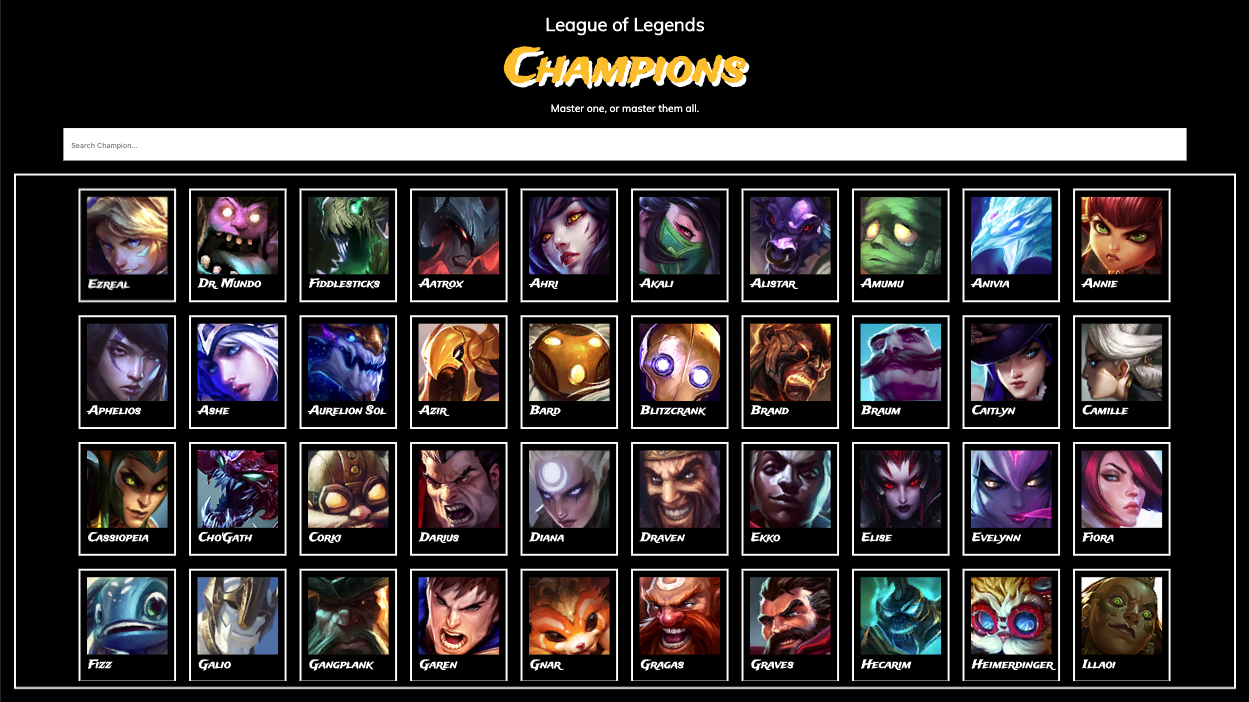 League of Legends
Champions
Master one, or master them all.
Search Champion...
Ezreal Dr. Mundo Fiddlesticks Aatrox Ahri Akali Alistar Amumu Anivia Annie
Aphelios Ashe Aurelion Sol Azir Bard Blitzcrank Brand Braum Caitlyn Camille
Cassiopeia Cho'Gath Corki Darius Diana Draven Ekko Elise Evelynn Fiora
Fizz Galio Gangplank Garen Gnar Gragas Graves Hecarim Heimerdinger Illaoi